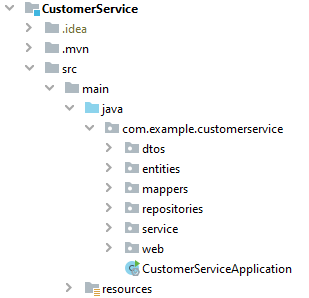 CustomerService
.idea
.mvn
src
main
java
com.example.customerservice
dtos
entities
mappers
repositories
service
web
CustomerServiceApplication
resources